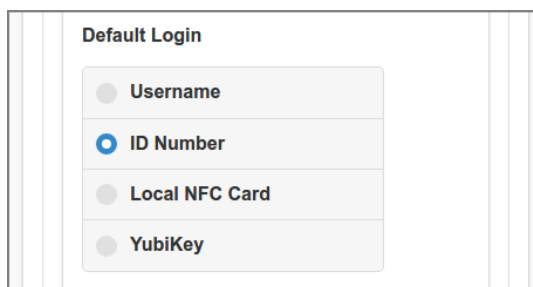 Default Login
Username
ID Number
Local NFC Card
YubiKey